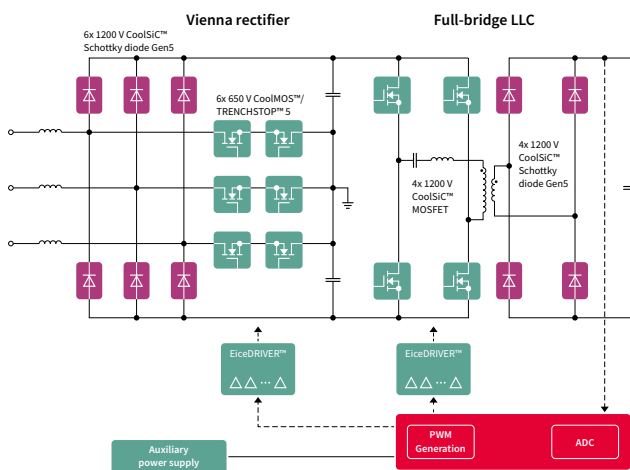 Vienna rectifier
Full-bridge LLC
6x 1200 V CoolSiC™
Schottky diode Gen5
6x 650 V CoolMOS™/
TRENCHSTOP™ 5
4x 1200 V
CoolSiC™
Schottky
diode Gen5
4x 1200 V
CoolSiC™
MOSFET
EiceDRIVER™
EiceDRIVER™
PWM
Generation
ADC
Auxiliary
power supply